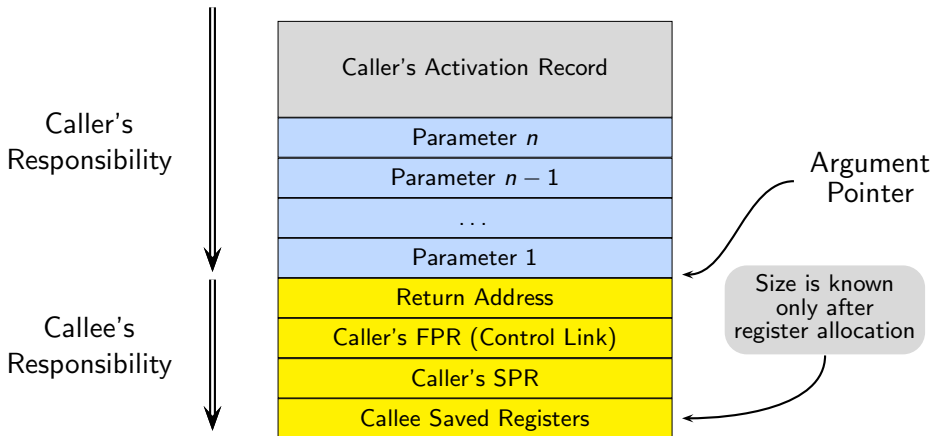 Caller's Activation Record
Caller's
Responsibility
Parameter n
Parameter n − 1
. . .
Parameter 1
Argument
Pointer
Return Address
Caller's FPR (Control Link)
Caller's SPR
Callee Saved Registers
Callee's
Responsibility
Size is known
only after
register allocation